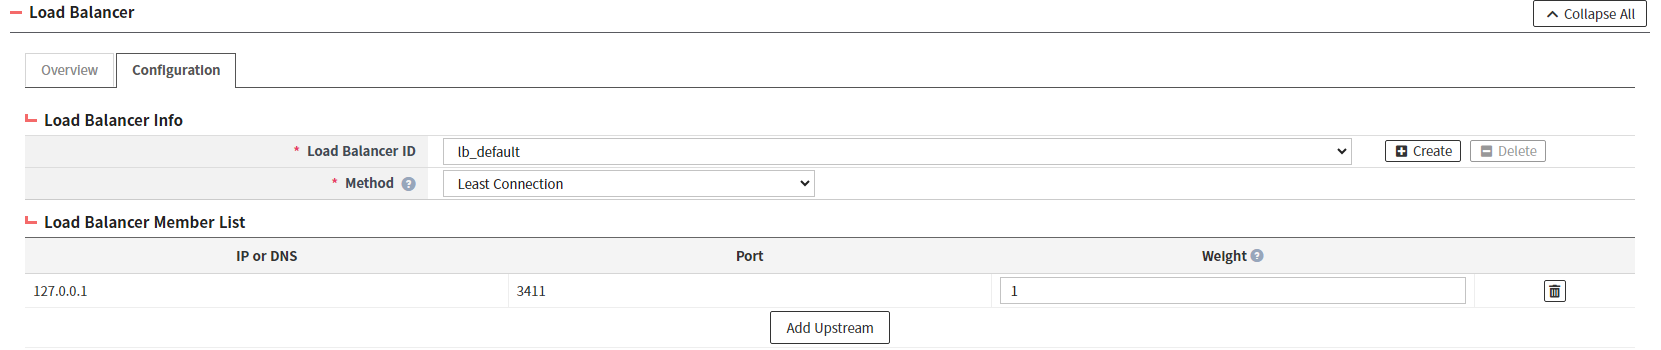 Load Balancer
Collapse All
Overview
Configuration
Load Balancer Info
* Load Balancer ID
lb_default
Create
Delete
* Method ?
Least Connection
Load Balancer Member List
IP or DNS
Port
Weight ?
127.0.0.1
3411
1
Add Upstream